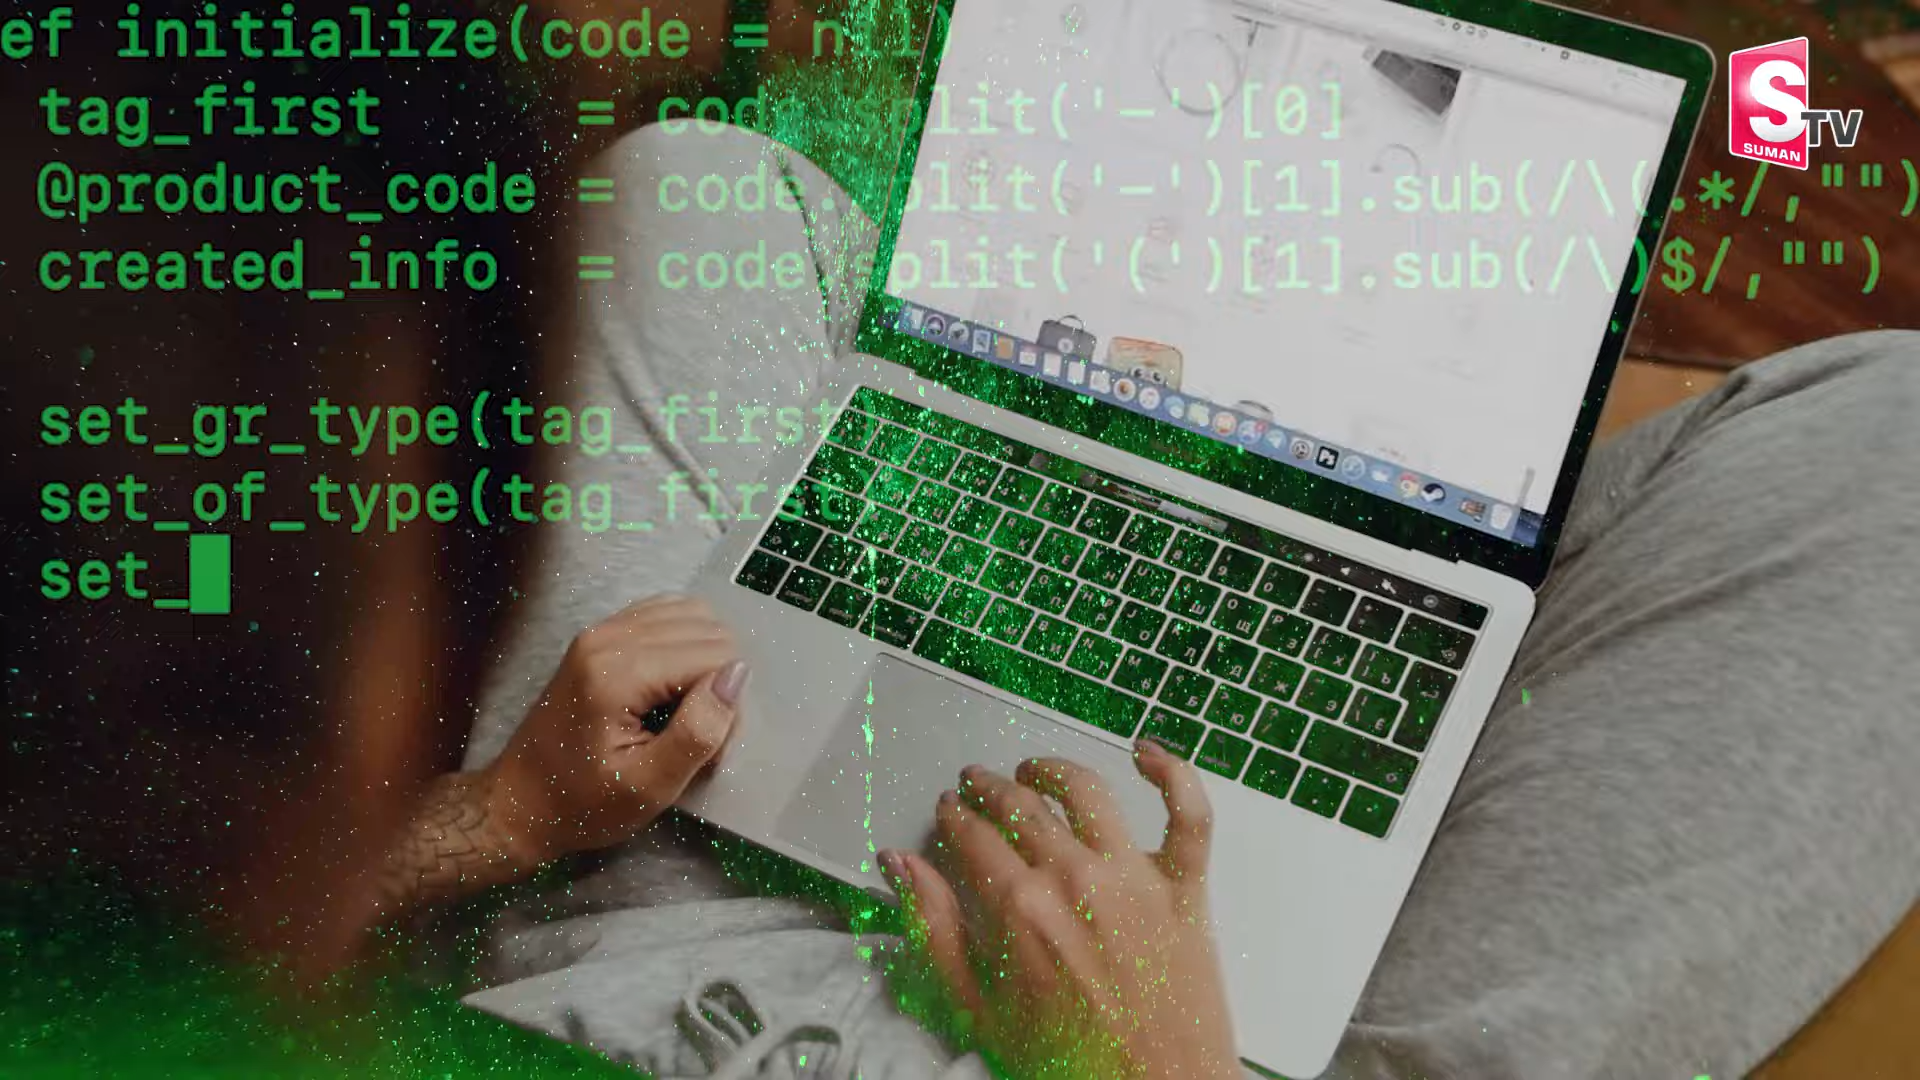 ef initialize(code = nil)
tag_first = code.split('-')[0]
@product_code = code.split('-')[1].sub(/\(.*/,"")
created_info = code.split('(')[1].sub(/\)$/,"")
set_gr_type(tag_first)
set_of_type(tag_first)
set_
S TV
SUMAN